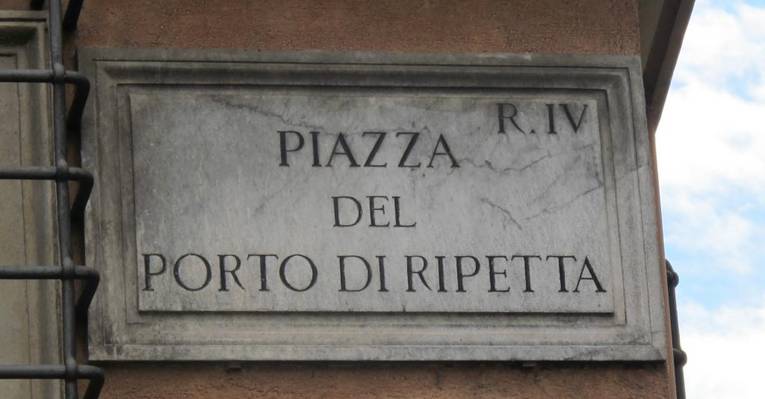 R. IV
PIAZZA
DEL
PORTO DI RIPETTA